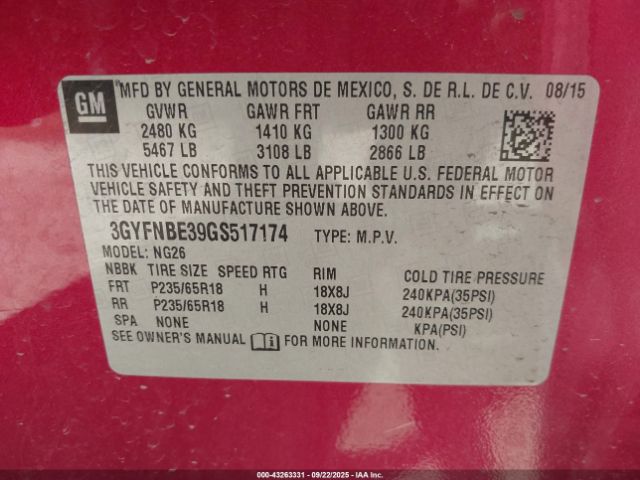 GM
MFD BY GENERAL MOTORS DE MEXICO, S. DE R.L. DE C.V. 08/15
GVWR GAWR FRT GAWR RR
2480 KG 1410 KG 1300 KG
5467 LB 3108 LB 2866 LB
THIS VEHICLE CONFORMS TO ALL APPLICABLE U.S. FEDERAL MOTOR
VEHICLE SAFETY AND THEFT PREVENTION STANDARDS IN EFFECT ON
THE DATE OF MANUFACTURE SHOWN ABOVE.
3GYFNBE39GS517174 TYPE: M.P.V.
MODEL: NG26
NBBK TIRE SIZE SPEED RTG RIM COLD TIRE PRESSURE
FRT P235/65R18 H 18X8J 240KPA(35PSI)
RR P235/65R18 H 18X8J 240KPA(35PSI)
SPA NONE NONE KPA(PSI)
SEE OWNER'S MANUAL FOR MORE INFORMATION.
000-43263331 - 09/22/2025 - IAA Inc.